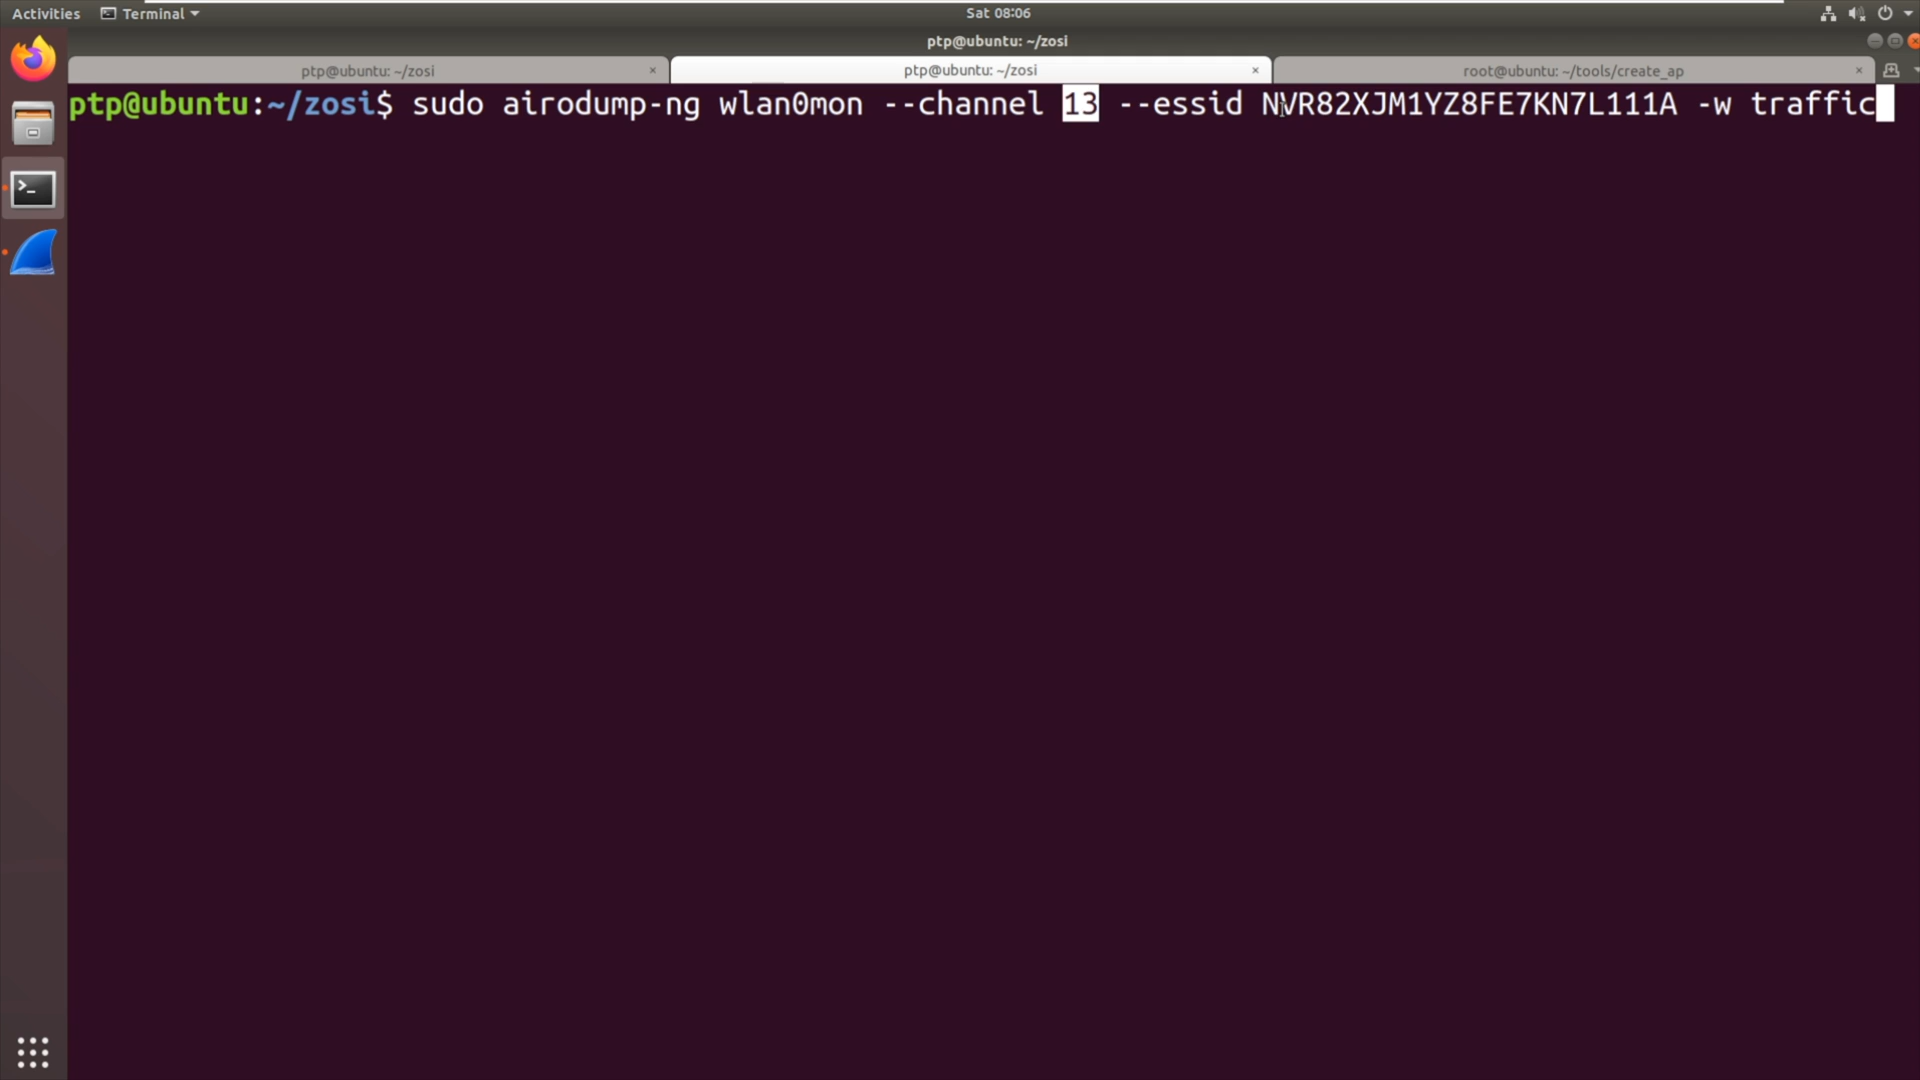 Activities Terminal Sat 08:06
ptp@ubuntu: ~/zosi
ptp@ubuntu: ~/zosi × ptp@ubuntu: ~/zosi × root@ubuntu: ~/tools/create_ap ×
ptp@ubuntu:~/zosi$ sudo airodump-ng wlan0mon --channel 13 --essid NVR82XJM1YZ8FE7KN7L111A -w traffic